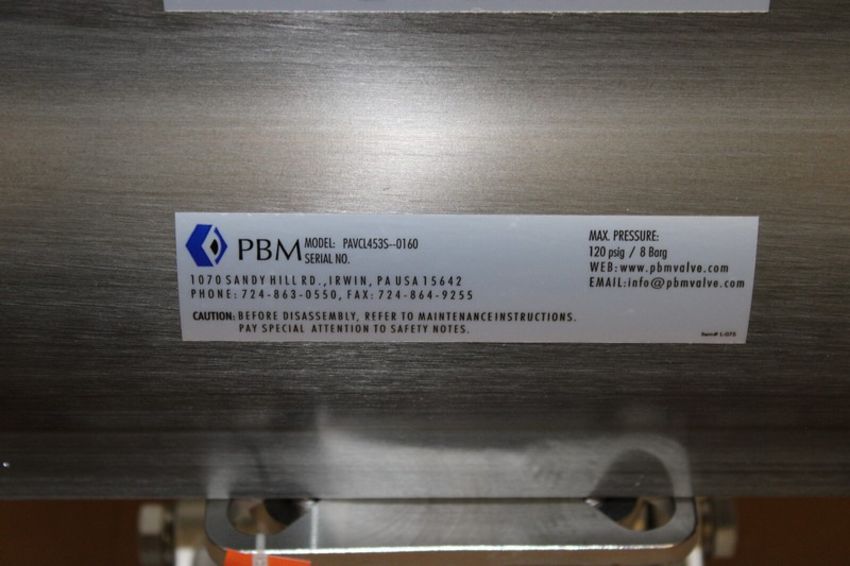 PBM
MODEL: PAVCL453S--0160
SERIAL NO.
1070 SANDY HILL RD., IRWIN, PA USA 15642
PHONE: 724-863-0550, FAX: 724-864-9255
CAUTION: BEFORE DISASSEMBLY, REFER TO MAINTENANCE INSTRUCTIONS.
PAY SPECIAL ATTENTION TO SAFETY NOTES.
MAX. PRESSURE:
120 psig / 8 Barg
WEB: www.pbmvalve.com
EMAIL: info@pbmvalve.com
Item# L-075